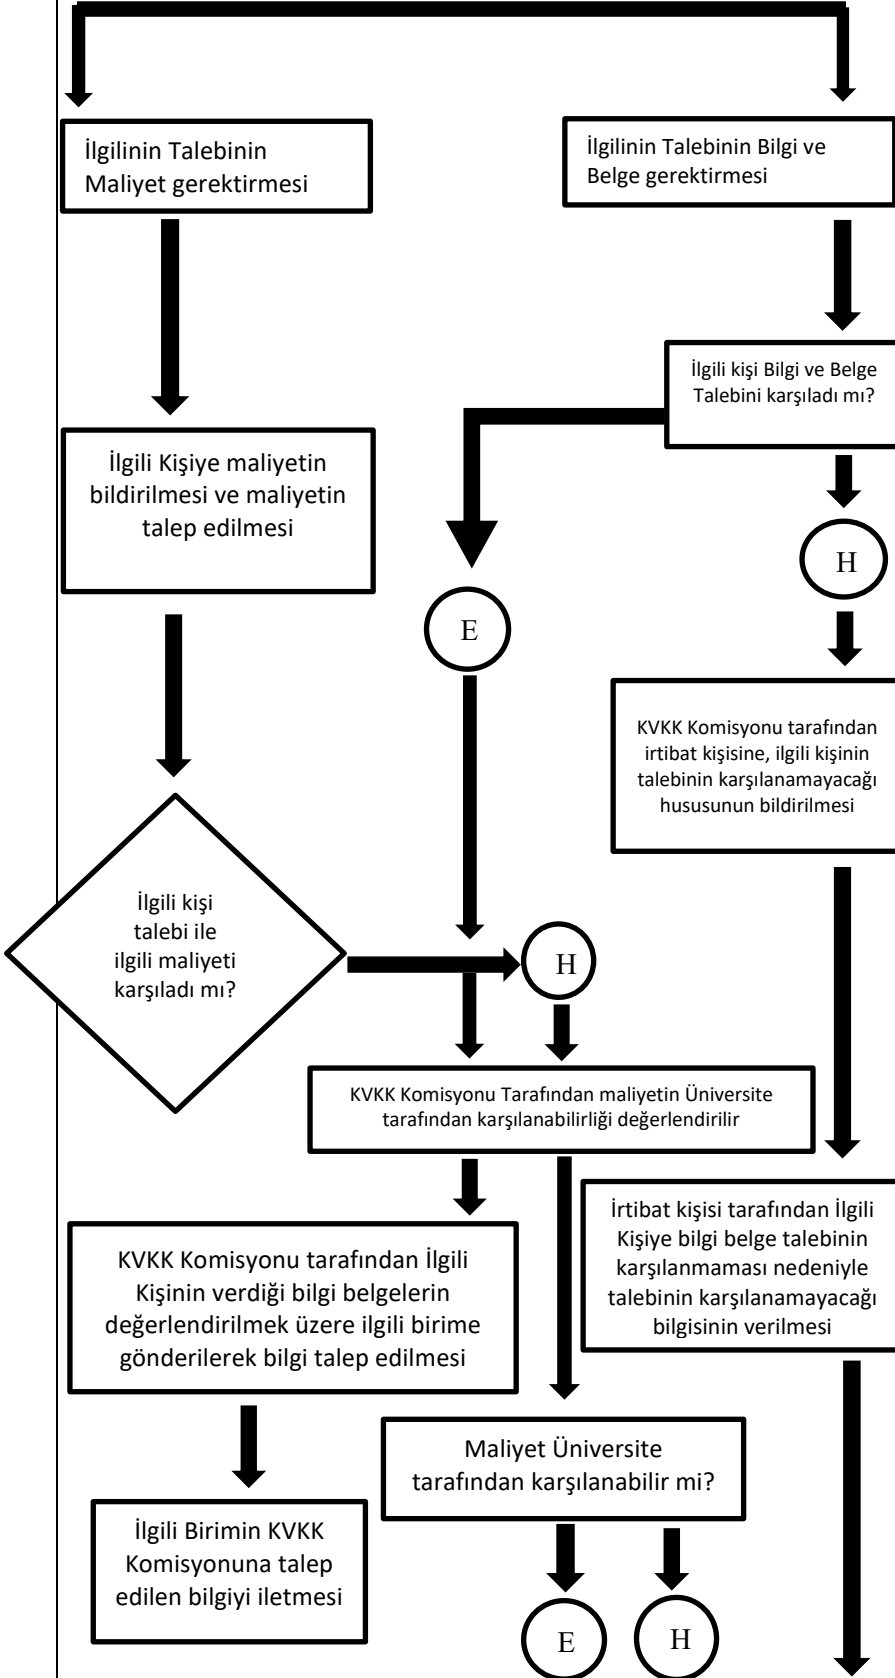 İlgilinin Talebinin
Maliyet gerektirmesi
İlgilinin Talebinin Bilgi ve
Belge gerektirmesi
İlgili kişi Bilgi ve Belge
Talebini karşıladı mı?
İlgili Kişiye maliyetin
bildirilmesi ve maliyetin
talep edilmesi
H
E
KVKK Komisyonu tarafından
irtibat kişisine, ilgili kişinin
talebinin karşılanamayacağı
hususunun bildirilmesi
İlgili kişi
talebi ile
ilgili maliyeti
karşıladı mı?
H
KVKK Komisyonu Tarafından maliyetin Üniversite
tarafından karşılanabilirliği değerlendirilir
İrtibat kişisi tarafından İlgili
Kişiye bilgi belge talebinin
karşılanmaması nedeniyle
talebinin karşılanamayacağı
bilgisinin verilmesi
KVKK Komisyonu tarafından İlgili
Kişinin verdiği bilgi belgelerin
değerlendirilmek üzere ilgili birime
gönderilerek bilgi talep edilmesi
Maliyet Üniversite
tarafından karşılanabilir mi?
İlgili Birimin KVKK
Komisyonuna talep
edilen bilgiyi iletmesi
E
H